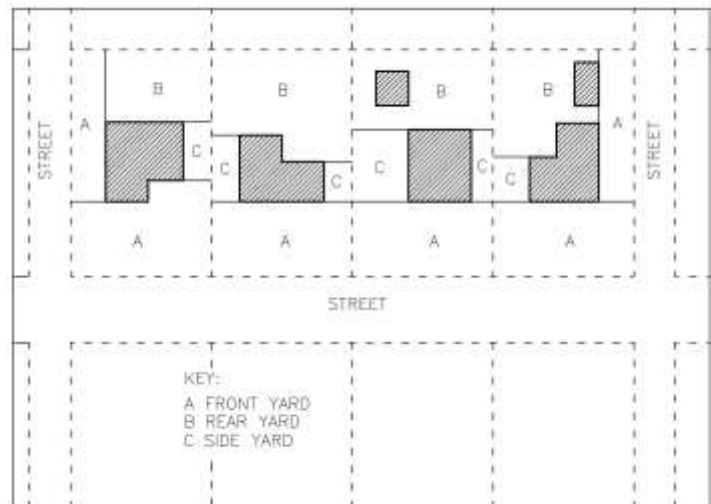 B B B B
A A
STREET STREET
C C C C C C
A A A A
STREET
KEY:
A FRONT YARD
B REAR YARD
C SIDE YARD